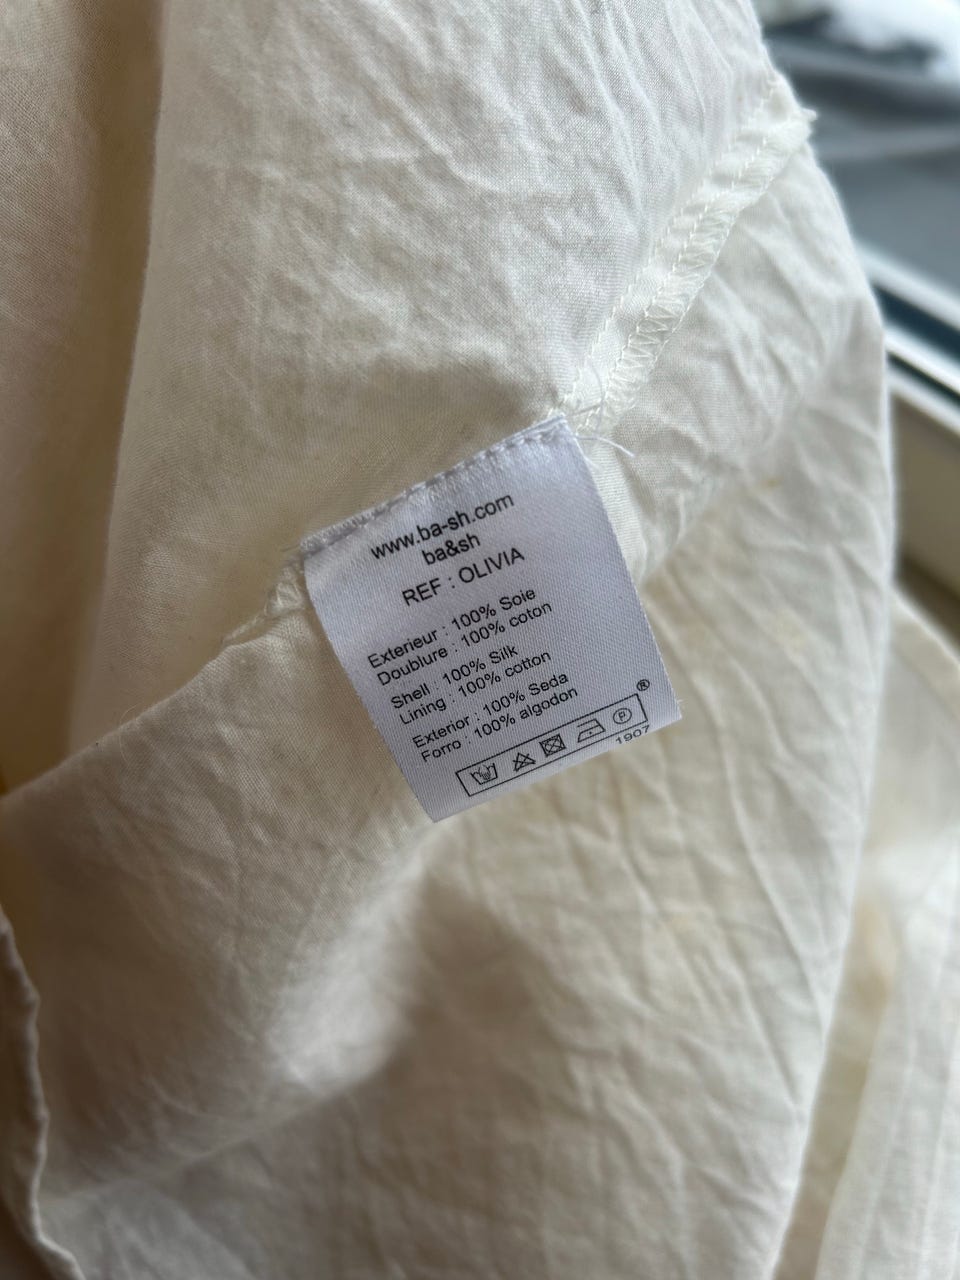 www.ba-sh.com
ba&sh
REF : OLIVIA
Exterieur : 100% Soie
Doublure : 100% coton
Shell : 100% Silk
Lining : 100% cotton
Exterior : 100% Seda
Forro : 100% algodon
P ®
1907